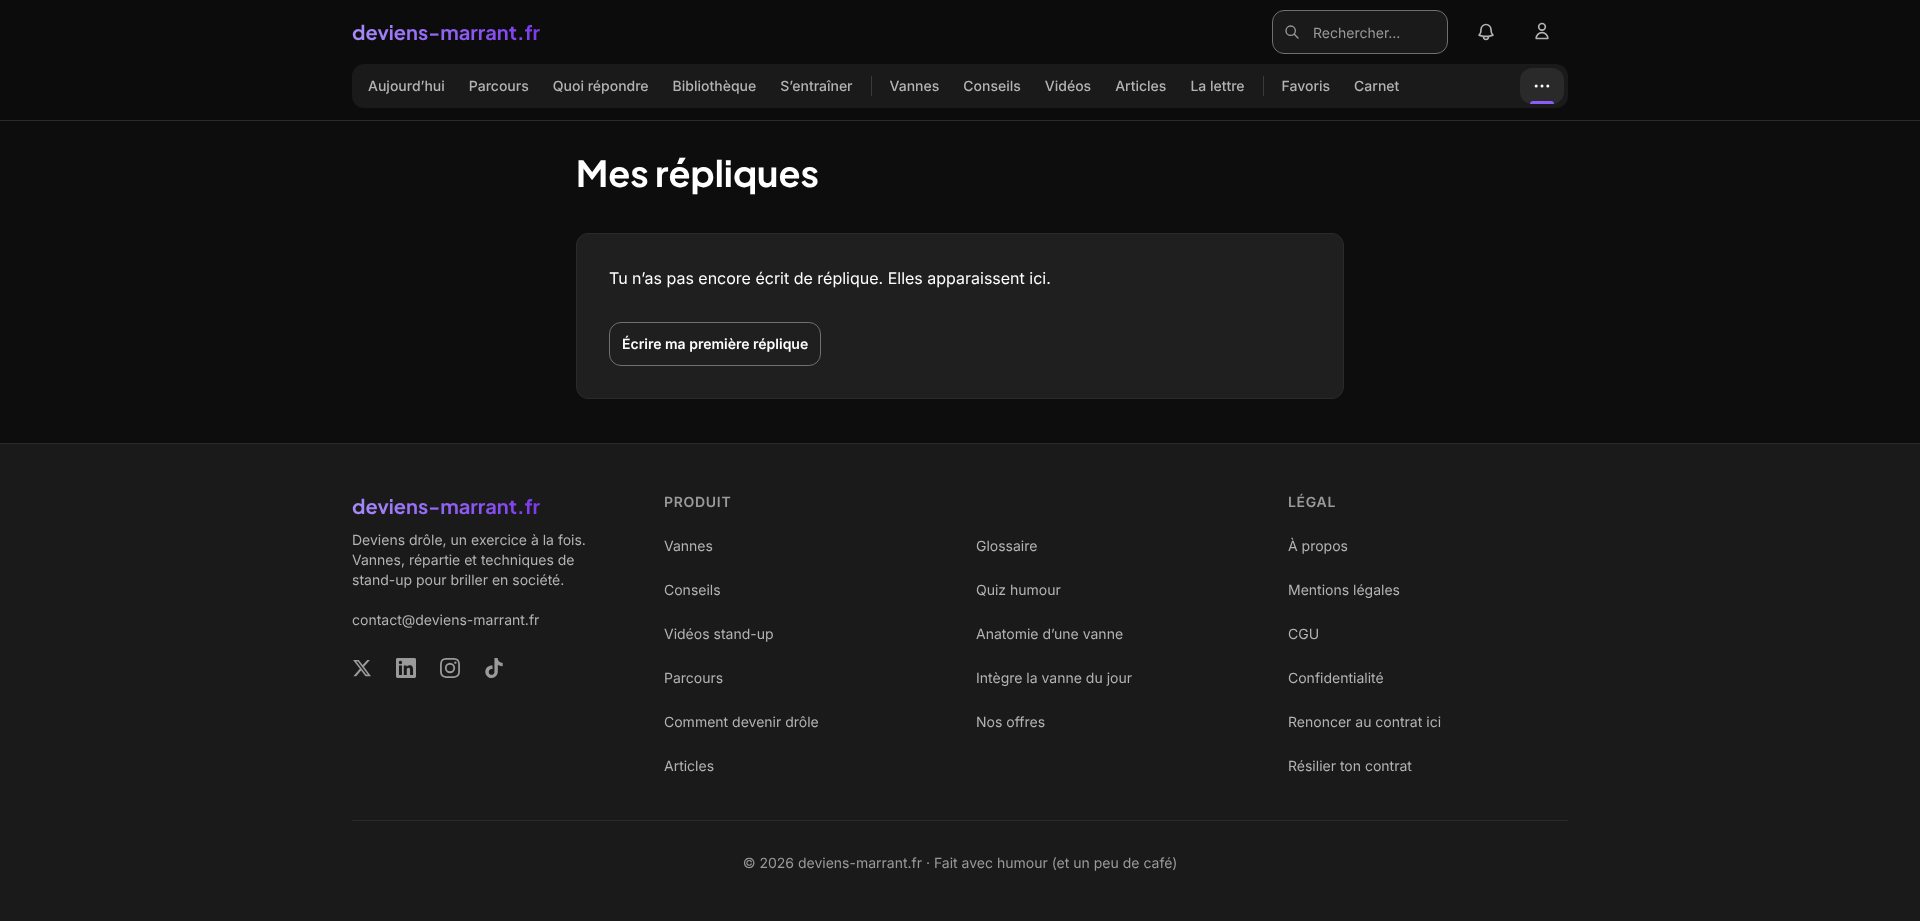 deviens-marrant.fr
Rechercher...
Aujourd’hui Parcours Quoi répondre Bibliothèque S’entraîner Vannes Conseils Vidéos Articles La lettre Favoris Carnet
Mes répliques
Tu n’as pas encore écrit de réplique. Elles apparaissent ici.
Écrire ma première réplique
deviens-marrant.fr
Deviens drôle, un exercice à la fois.
Vannes, répartie et techniques de
stand-up pour briller en société.
contact@deviens-marrant.fr
PRODUIT
Vannes
Conseils
Vidéos stand-up
Parcours
Comment devenir drôle
Articles
Glossaire
Quiz humour
Anatomie d’une vanne
Intègre la vanne du jour
Nos offres
LÉGAL
À propos
Mentions légales
CGU
Confidentialité
Renoncer au contrat ici
Résilier ton contrat
© 2026 deviens-marrant.fr · Fait avec humour (et un peu de café)